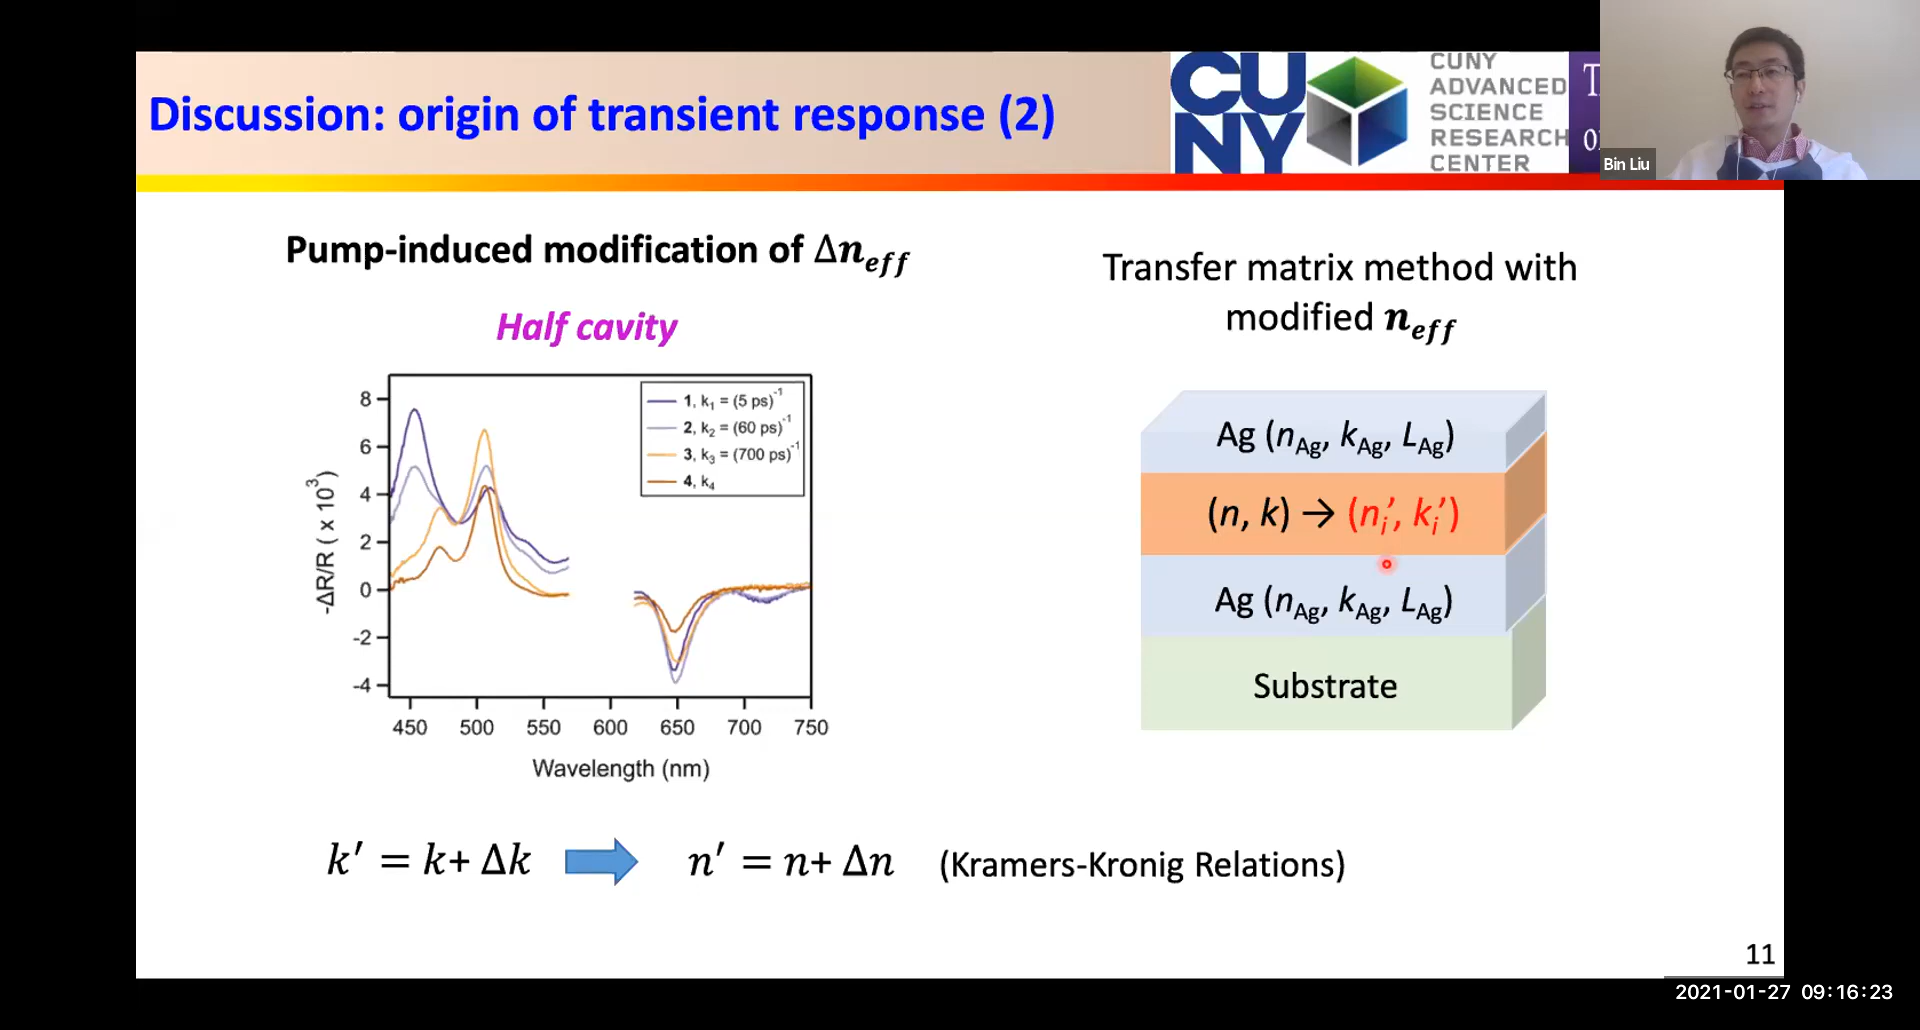 Discussion: origin of transient response (2)
CUNY
CUNY
ADVANCED
SCIENCE
RESEARCH
CENTER
Bin Liu
Pump-induced modification of Δn_eff
Half cavity
8
6
4
2
0
-2
-4
-ΔR/R ( x 10³)
1, k₁ = (5 ps)⁻¹
2, k₂ = (60 ps)⁻¹
3, k₃ = (700 ps)⁻¹
4, k₄
450 500 550 600 650 700 750
Wavelength (nm)
Transfer matrix method with
modified n_eff
Ag (n_Ag, k_Ag, L_Ag)
(n, k) → (n_i′, k_i′)
Ag (n_Ag, k_Ag, L_Ag)
Substrate
k′ = k+ Δk n′ = n+ Δn (Kramers-Kronig Relations)
11
2021-01-27 09:16:23